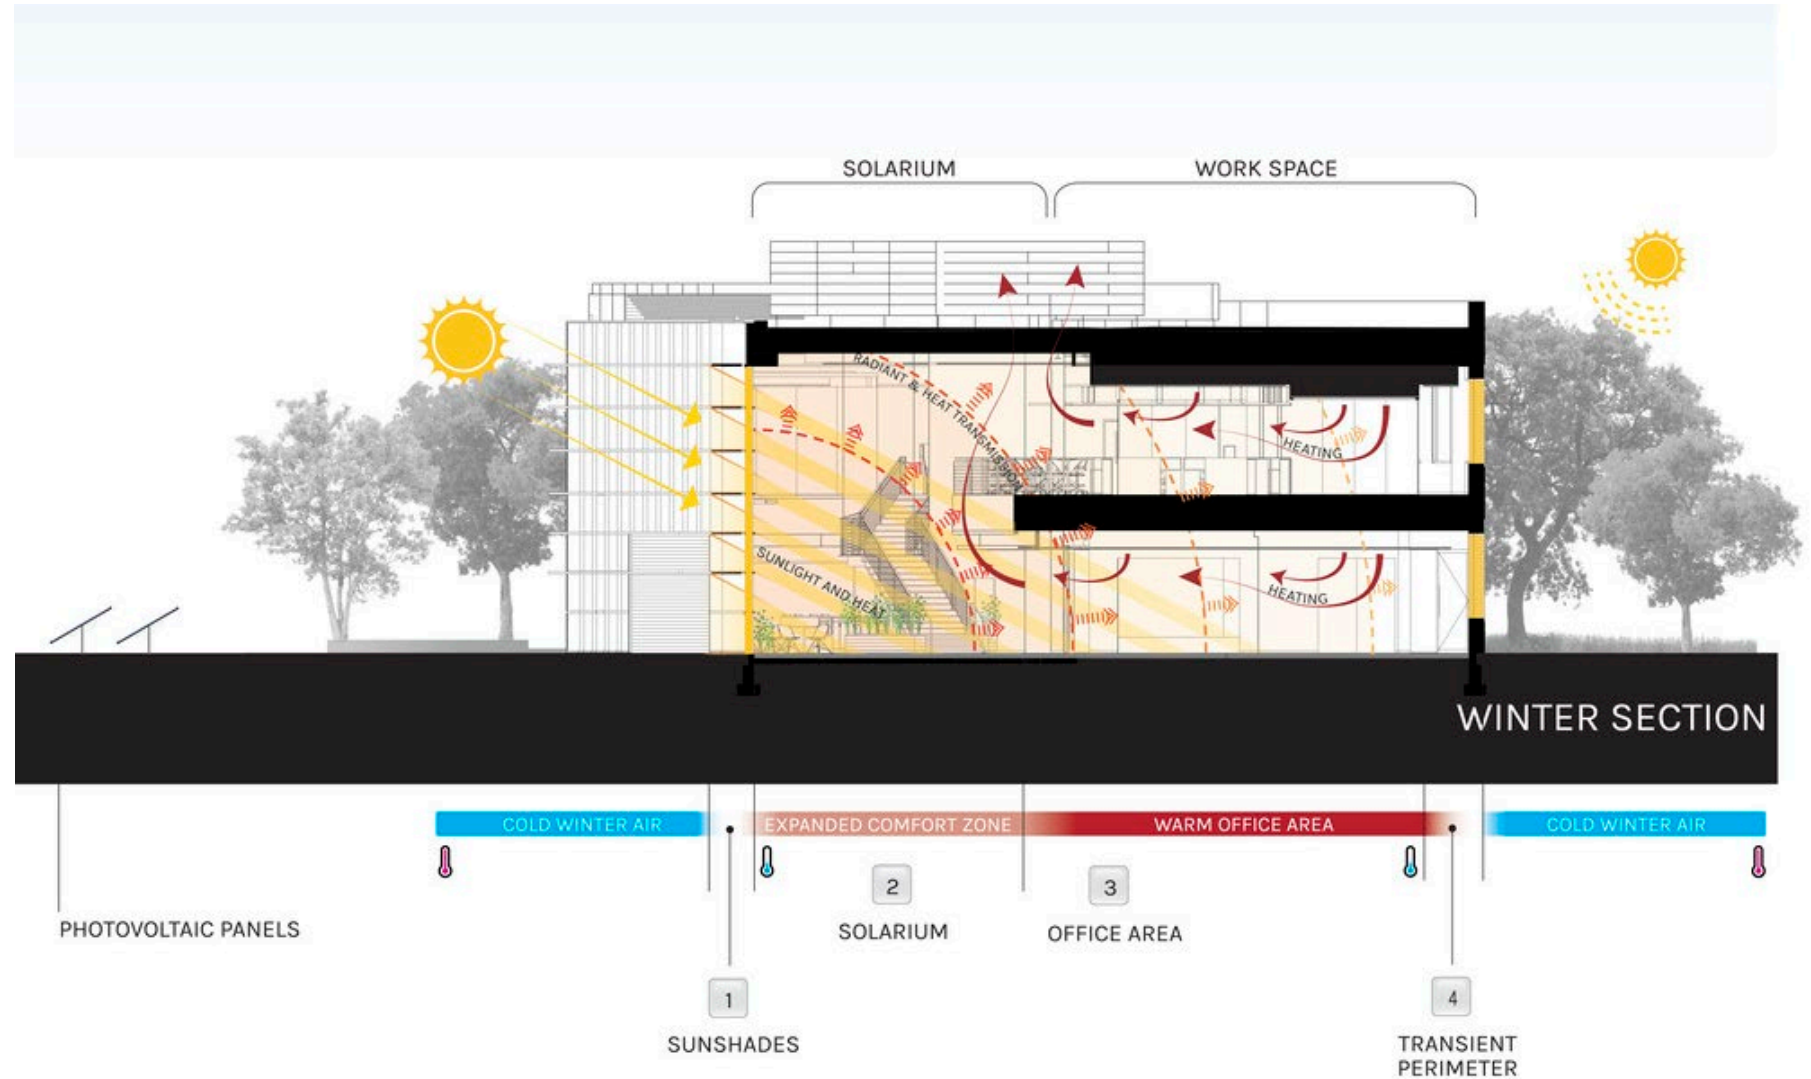 SOLARIUM
WORK SPACE
RADIANT & HEAT TRANSMISSION
HEATING
SUNLIGHT AND HEAT
HEATING
WINTER SECTION
COLD WINTER AIR
EXPANDED COMFORT ZONE
WARM OFFICE AREA
COLD WINTER AIR
2
3
PHOTOVOLTAIC PANELS
SOLARIUM
OFFICE AREA
1
4
SUNSHADES
TRANSIENT
PERIMETER